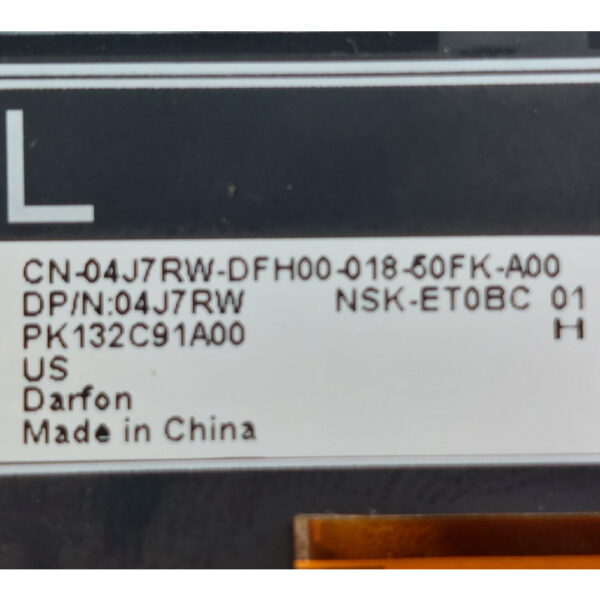 L
CN-04J7RW-DFH00-018-50FK-A00
DP/N:04J7RW NSK-ET0BC 01
PK132C91A00 H
US
Darfon
Made in China